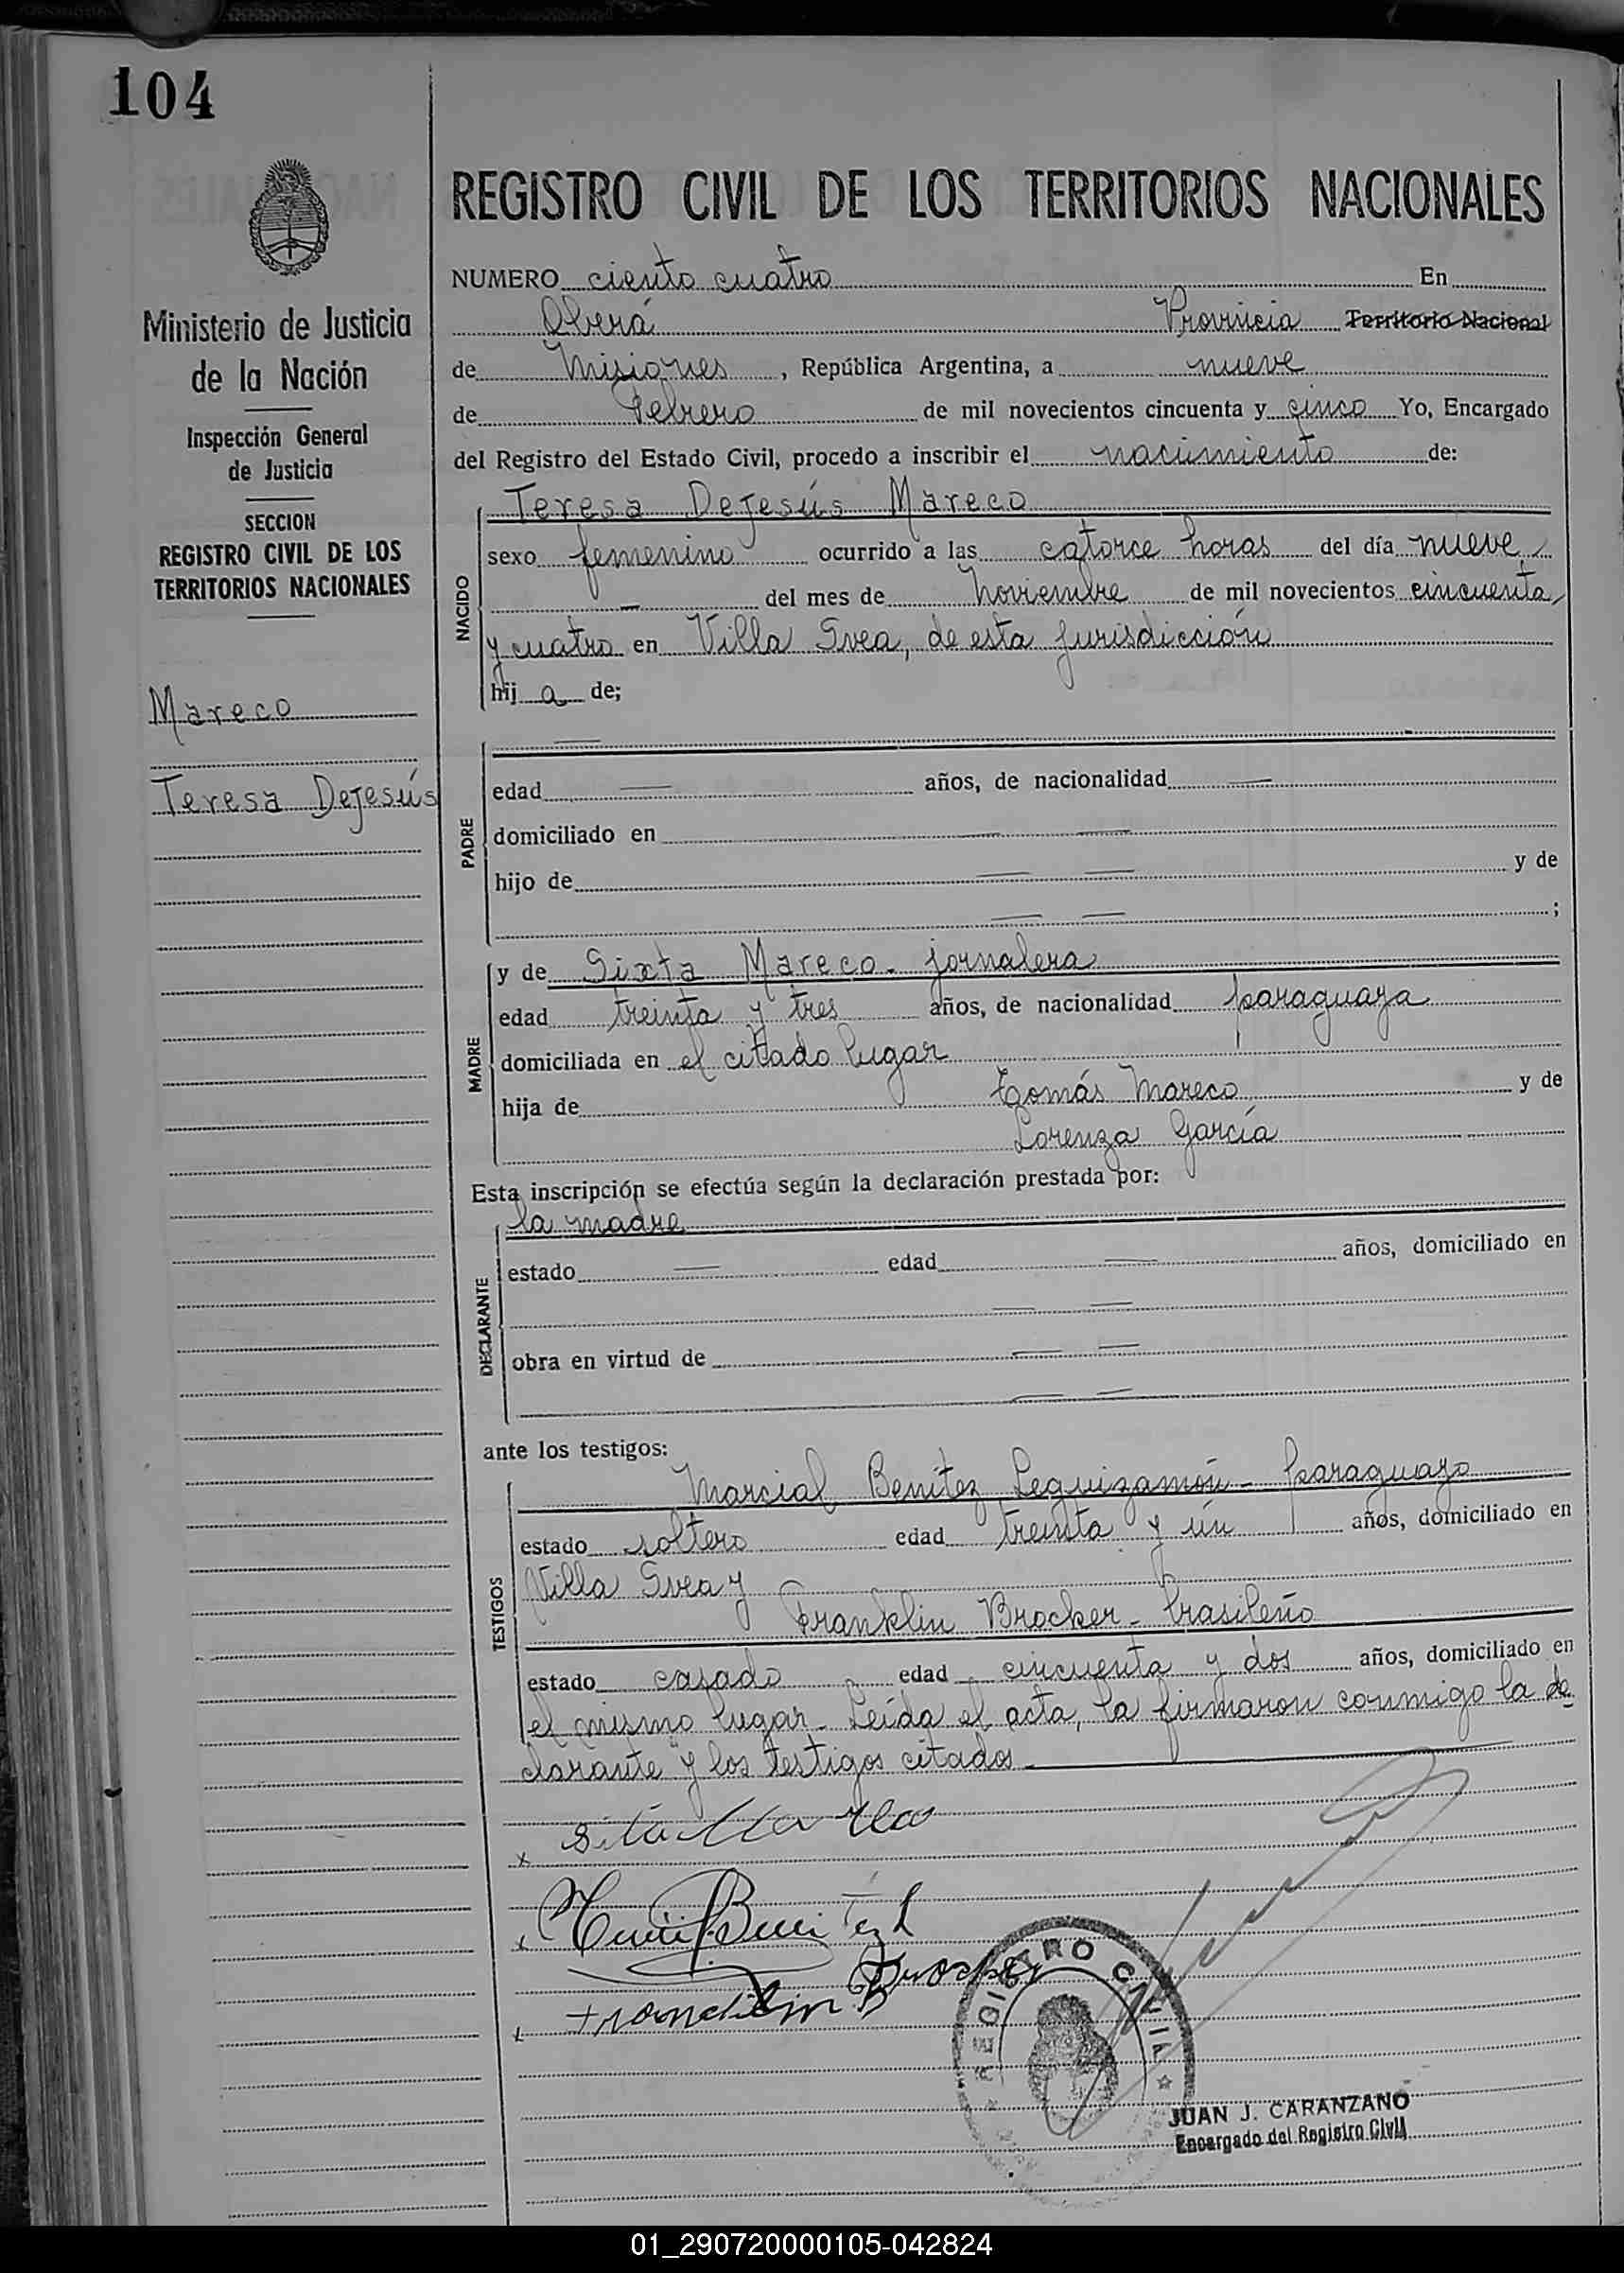 104
REGISTRO CIVIL DE LOS TERRITORIOS NACIONALES
Ministerio de Justicia
de la Nación
Inspección General
de Justicia
SECCION
REGISTRO CIVIL DE LOS
TERRITORIOS NACIONALES
Mareco
Teresa Dejesús
NUMERO ciento cuatro En
Oberá Provincia Territorio Nacional
de Misiones, República Argentina, a nueve
de Febrero de mil novecientos cincuenta y cinco Yo, Encargado
del Registro del Estado Civil, procedo a inscribir el nacimiento de:
NACIDO
Teresa Dejesús Mareco
sexo femenino ocurrido a las catorce horas del día nueve
— del mes de Noviembre de mil novecientos cincuenta
y cuatro en Villa Svea, de esta jurisdicción
hij a de;
PADRE
—
edad — años, de nacionalidad —
domiciliado en — —
hijo de — — y de
— — ;
MADRE
y de Sixta Mareco - jornalera
edad treinta y tres años, de nacionalidad paraguaya
domiciliada en el citado lugar
hija de Tomás Mareco y de
Lorenza García
Esta inscripción se efectúa según la declaración prestada por:
DECLARANTE
la madre
estado — edad — años, domiciliado en
— —
obra en virtud de — —
— —
ante los testigos:
TESTIGOS
Marcial Benítez Leguizamón - paraguayo
estado soltero edad treinta y ún años, domiciliado en
Villa Svea y
Franklin Brocker - brasileño
estado casado edad cincuenta y dos años, domiciliado en
el mismo lugar - Leída el acta, la firmaron conmigo la de
clarante y los testigos citados.
x
x
x Brocker
REGISTRO CIVIL
JUAN J. CARANZANO
Encargado del Registro Civil
01_290720000105-042824